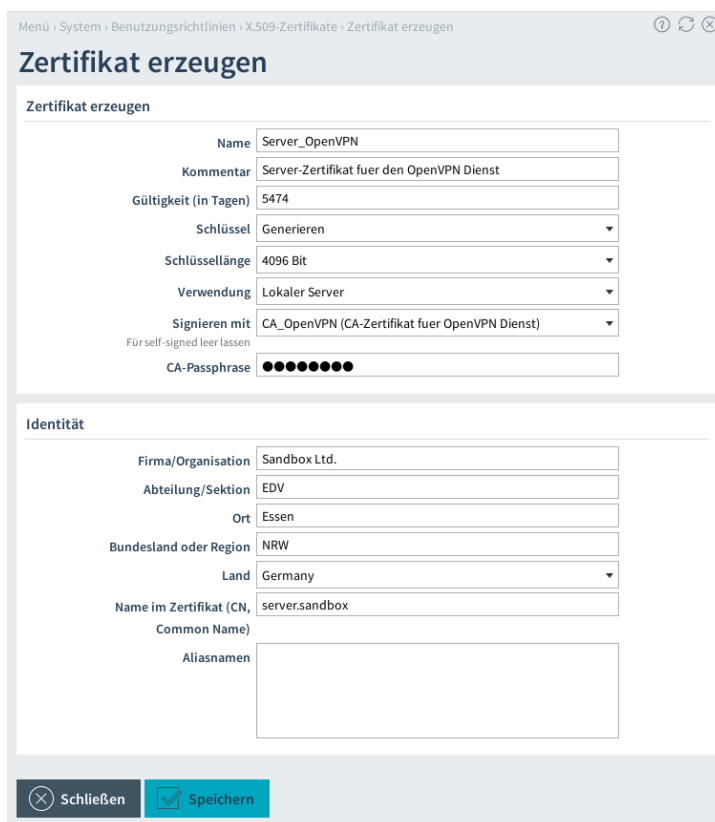 Menü › System › Benutzungsrichtlinien › X.509-Zertifikate › Zertifikat erzeugen
Zertifikat erzeugen
Zertifikat erzeugen
Name Server_OpenVPN
Kommentar Server-Zertifikat fuer den OpenVPN Dienst
Gültigkeit (in Tagen) 5474
Schlüssel Generieren
Schlüssellänge 4096 Bit
Verwendung Lokaler Server
Signieren mit CA_OpenVPN (CA-Zertifikat fuer OpenVPN Dienst)
Für self-signed leer lassen
CA-Passphrase ●●●●●●●●
Identität
Firma/Organisation Sandbox Ltd.
Abteilung/Sektion EDV
Ort Essen
Bundesland oder Region NRW
Land Germany
Name im Zertifikat (CN, server.sandbox
Common Name)
Aliasnamen
Schließen Speichern